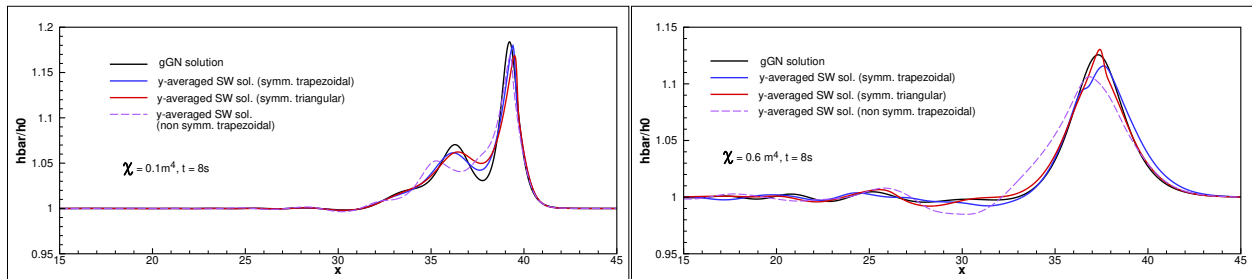 1.2
1.15
1.1
1.05
1
0.95
hbar/h0
gGN solution
y-averaged SW sol. (symm. trapezoidal)
y-averaged SW sol. (symm. triangular)
y-averaged SW sol.
(non symm. trapezoidal)
χ = 0.1m⁴, t = 8s
15 20 25 30 35 40 45
x
1.15
1.1
1.05
1
0.95
hbar/h0
gGN solution
y-averaged SW sol. (symm. trapezoidal)
y-averaged SW sol. (symm. triangular)
y-averaged SW sol. (non symm. trapezoidal)
χ = 0.6 m⁴, t = 8s
15 20 25 30 35 40 45
x